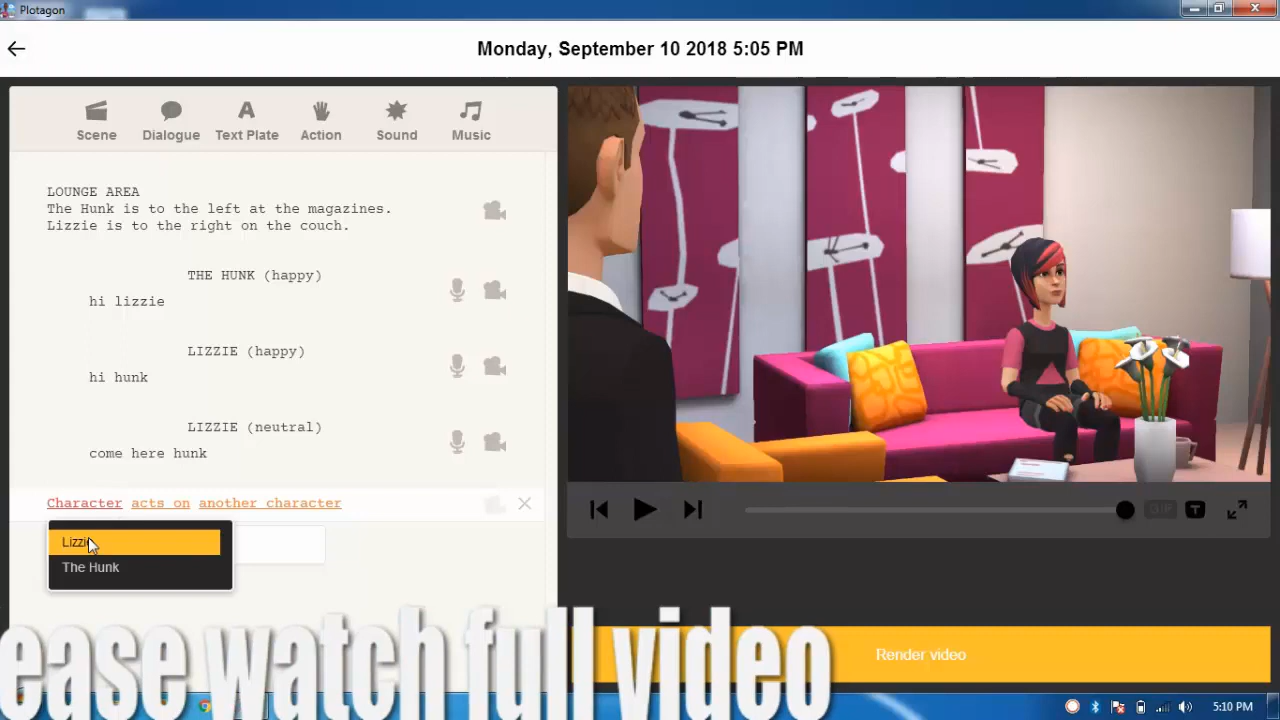 Plotagon
Monday, September 10 2018 5:05 PM
Scene
Dialogue
Text Plate
Action
Sound
Music
LOUNGE AREA
The Hunk is to the left at the magazines.
Lizzie is to the right on the couch.
THE HUNK (happy)
hi lizzie
LIZZIE (happy)
hi hunk
LIZZIE (neutral)
come here hunk
Character acts on another character
Lizzie
The Hunk
GIF
T
Render video
ease watch full video
5:10 PM